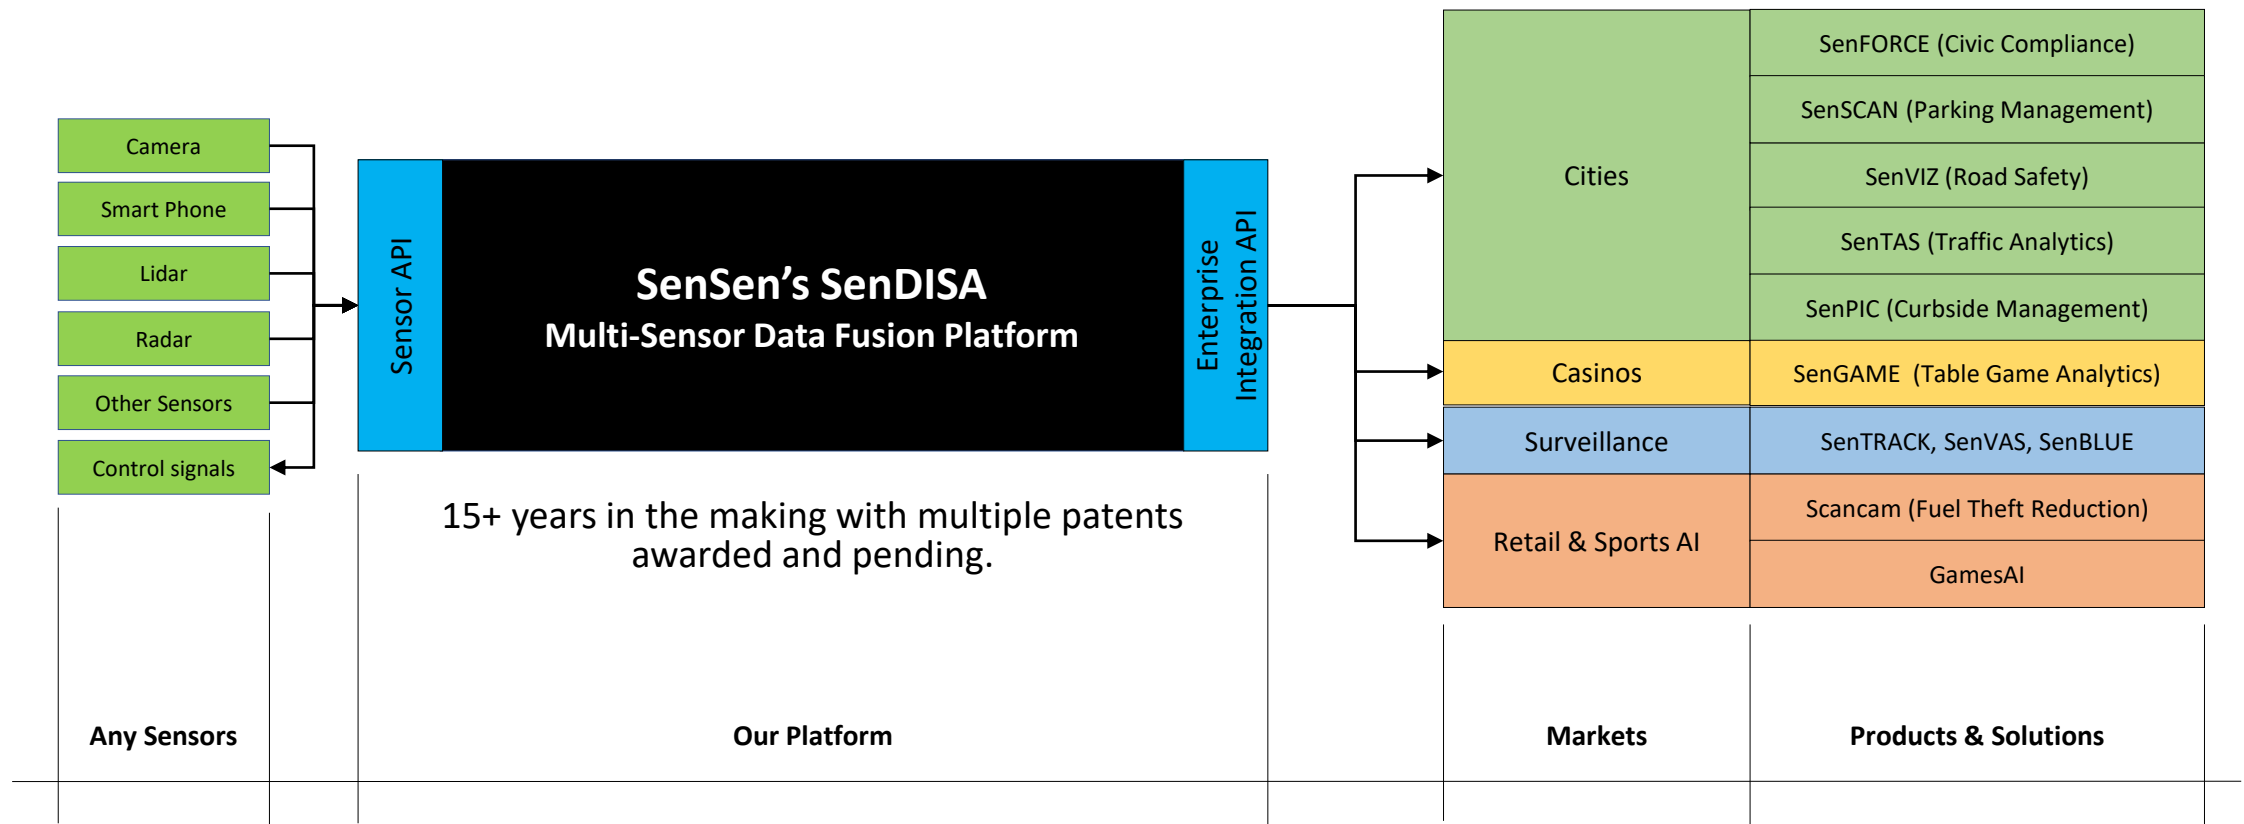 Camera
Smart Phone
Lidar
Radar
Other Sensors
Control signals
Sensor API
SenSen’s SenDISA
Multi-Sensor Data Fusion Platform
Enterprise
Integration API
15+ years in the making with multiple patents
awarded and pending.
Cities
SenFORCE (Civic Compliance)
SenSCAN (Parking Management)
SenVIZ (Road Safety)
SenTAS (Traffic Analytics)
SenPIC (Curbside Management)
Casinos
SenGAME  (Table Game Analytics)
Surveillance
SenTRACK, SenVAS, SenBLUE
Retail & Sports AI
Scancam (Fuel Theft Reduction)
GamesAI
Any Sensors
Our Platform
Markets
Products & Solutions